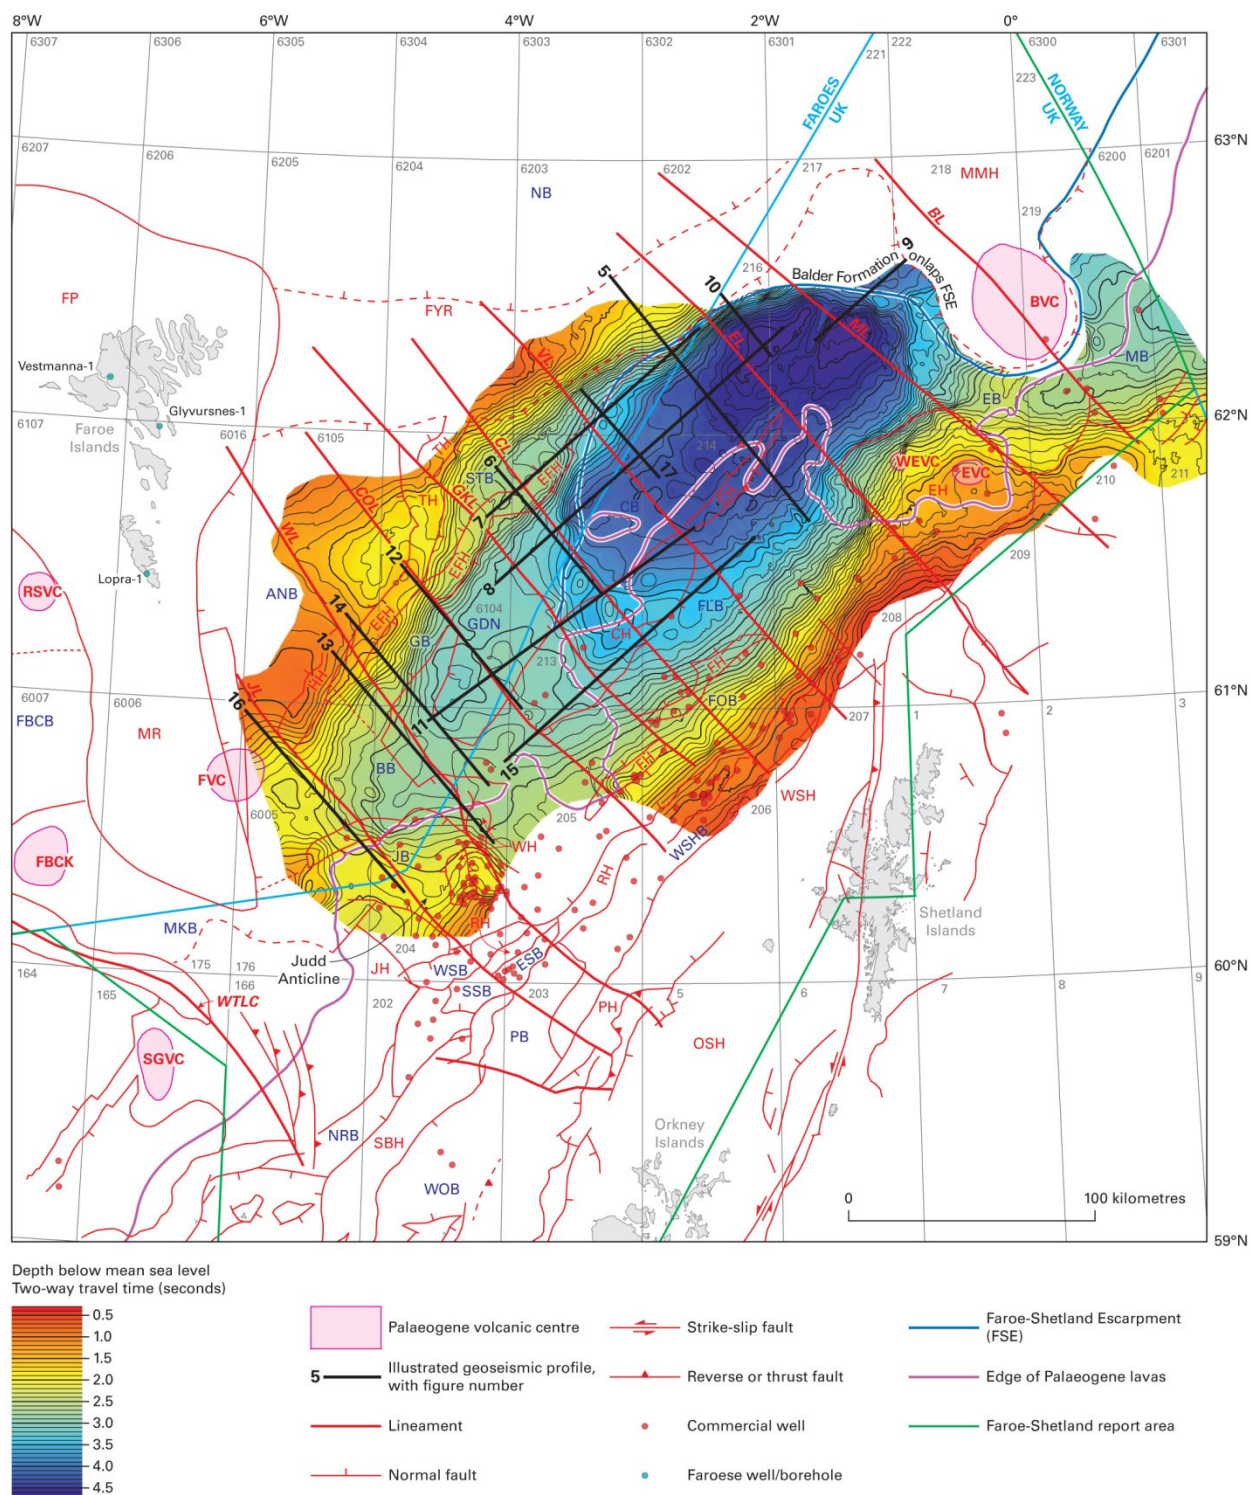 8°W 6°W 4°W 2°W 0°
6307 6306 6305 6304 6303 6302 6301 221 222 6300 6301
223
FAROES
UK
NORWAY
UK
63°N
6207 6206 6205 6204 6203 6202 217 218 6200 6201
MMH
NB
BL
219
9
5 10 216
Balder Formation onlaps FSE
FP
FYR
BVC
VL EL ML
MB
Vestmanna-1
Glyvursnes-1
EB
62°N
6107
Faroe
Islands
6016 6105
TH CL 6 EFH 17 214
STB
WEVC EVC
211
210
COL TH GKL 7 CH EH
WL
CB
12 209
Lopra-1
EFH 8
RSVC
ANB
14 EFH 6104 FLB 208
GDN
GB CH
13 213
FH
61°N
6007 6006
JL EFH FOB
16 11 207 1 2 3
FBCB
MR
FH
FVC BB 15
WSH
6005 205 206
WSHB
FBCK
JB WH
RH
RH
MKB
Shetland
Islands
Judd
Anticline
204
ESB
60°N
164 175 176 JH WSB
165 166 202 SSB 203 5 6 7 8 9
WTLC
PH
PB OSH
SGVC
Orkney
Islands
NRB SBH
WOB
0 100 kilometres
4
59°N
Depth below mean sea level
Two-way travel time (seconds)
0.5
1.0
1.5
2.0
2.5
3.0
3.5
4.0
4.5
Palaeogene volcanic centre
5 Illustrated geoseismic profile,
with figure number
Lineament
Normal fault
Strike-slip fault
Reverse or thrust fault
Commercial well
Faroese well/borehole
Faroe-Shetland Escarpment
(FSE)
Edge of Palaeogene lavas
Faroe-Shetland report area